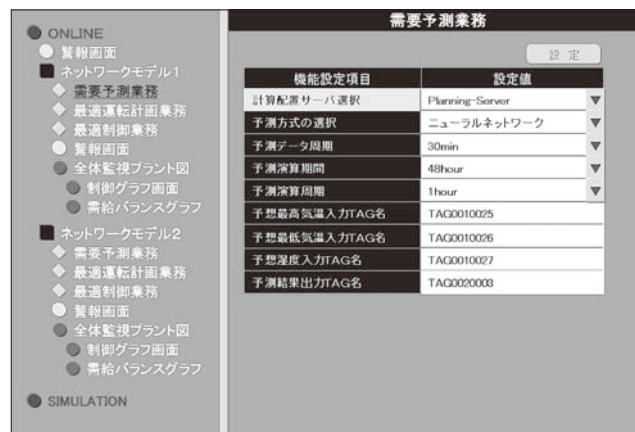 ONLINE
警報画面
ネットワークモデル1
需要予測業務
最適運転計画業務
最適制御業務
警報画面
全体監視プラント図
制御グラフ画面
需給バランスグラフ
ネットワークモデル2
需要予測業務
最適運転計画業務
最適制御業務
警報画面
全体監視プラント図
制御グラフ画面
需給バランスグラフ
SIMULATION
需要予測業務
設 定
機能設定項目 設定値
計算配置サーバ選択 Planning-Server
予測方式の選択 ニューラルネットワーク
予測データ周期 30min
予測演算期間 48hour
予測演算周期 1hour
予想最高気温入力TAG名 TAG0010025
予想最低気温入力TAG名 TAG0010026
予想湿度入力TAG名 TAG0010027
予測結果出力TAG名 TAG0020003